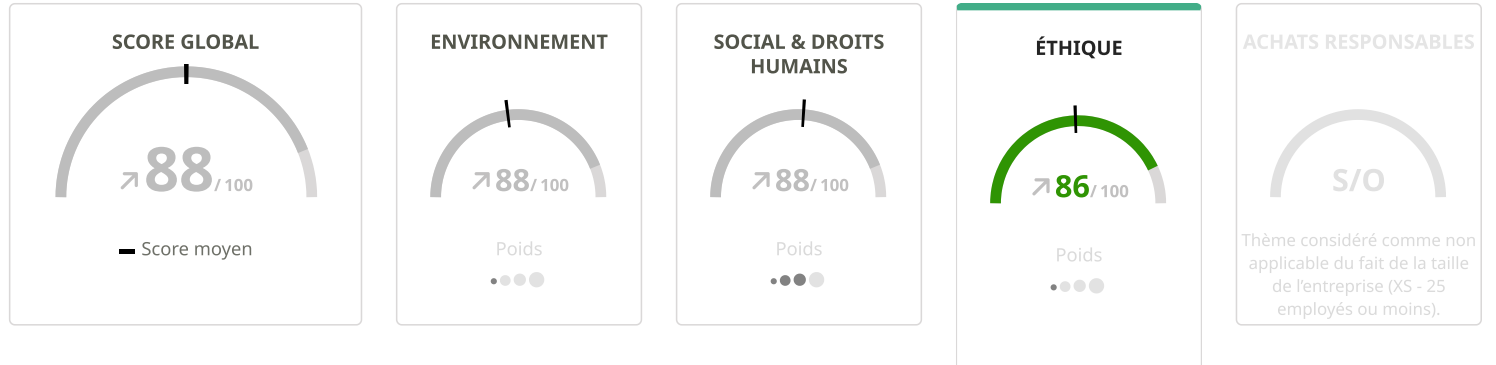 SCORE GLOBAL
88 / 100
Score moyen
ENVIRONNEMENT
88 / 100
Poids
SOCIAL & DROITS
HUMAINS
88 / 100
Poids
ÉTHIQUE
86 / 100
Poids
ACHATS RESPONSABLES
S/O
Thème considéré comme non
applicable du fait de la taille
de l’entreprise (XS - 25
employés ou moins).